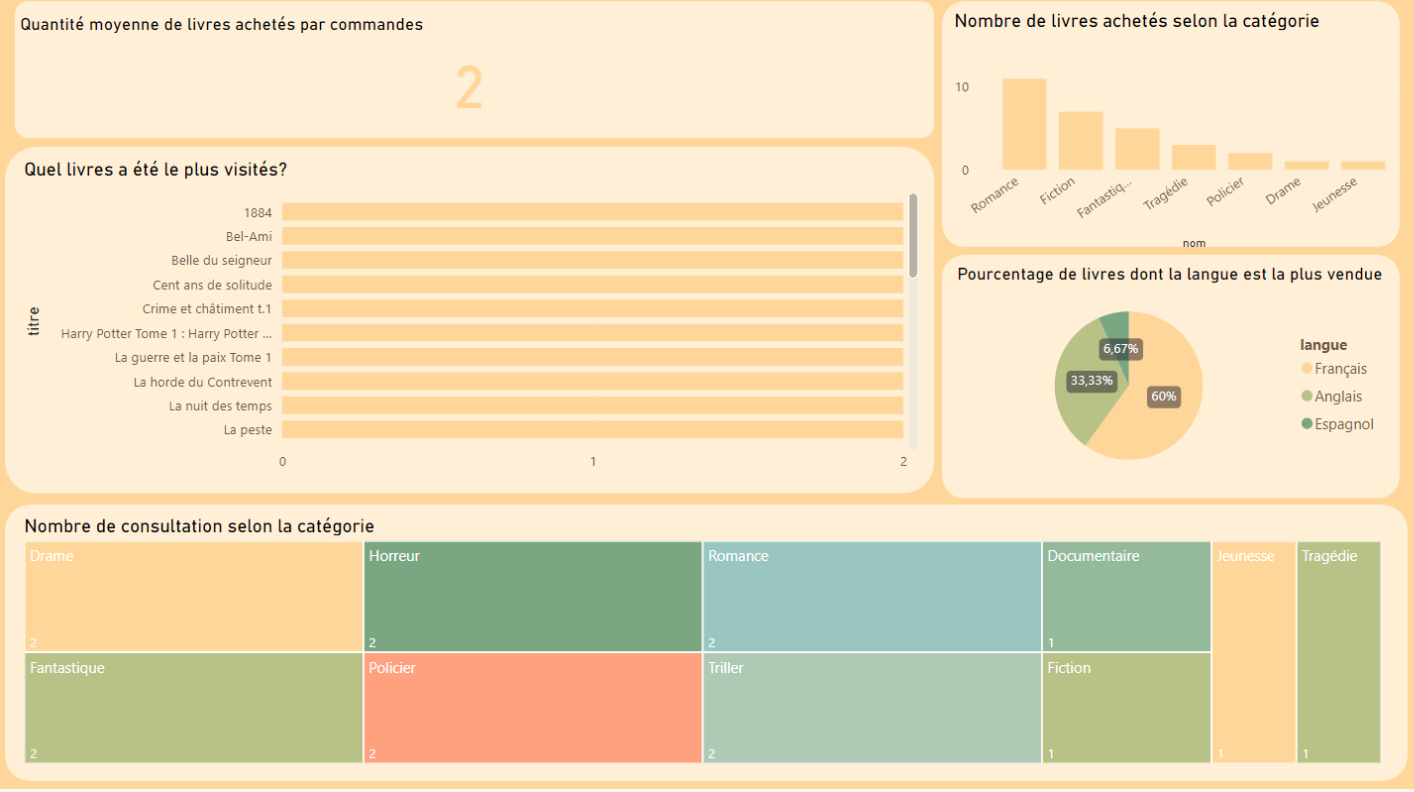 Quantité moyenne de livres achetés par commandes
2
Quel livres a été le plus visités?
titre
1884
Bel-Ami
Belle du seigneur
Cent ans de solitude
Crime et châtiment t.1
Harry Potter Tome 1 : Harry Potter ...
La guerre et la paix Tome 1
La horde du Contrevent
La nuit des temps
La peste
0
1
2
Nombre de livres achetés selon la catégorie
10
0
Romance
Fiction
Fantastiq...
Tragédie
Policier
Drame
Jeunesse
nom
Pourcentage de livres dont la langue est la plus vendue
6,67%
33,33%
60%
langue
Français
Anglais
Espagnol
Nombre de consultation selon la catégorie
Drame
2
Horreur
2
Romance
2
Documentaire
1
Jeunesse
1
Tragédie
1
Fantastique
2
Policier
2
Triller
2
Fiction
1